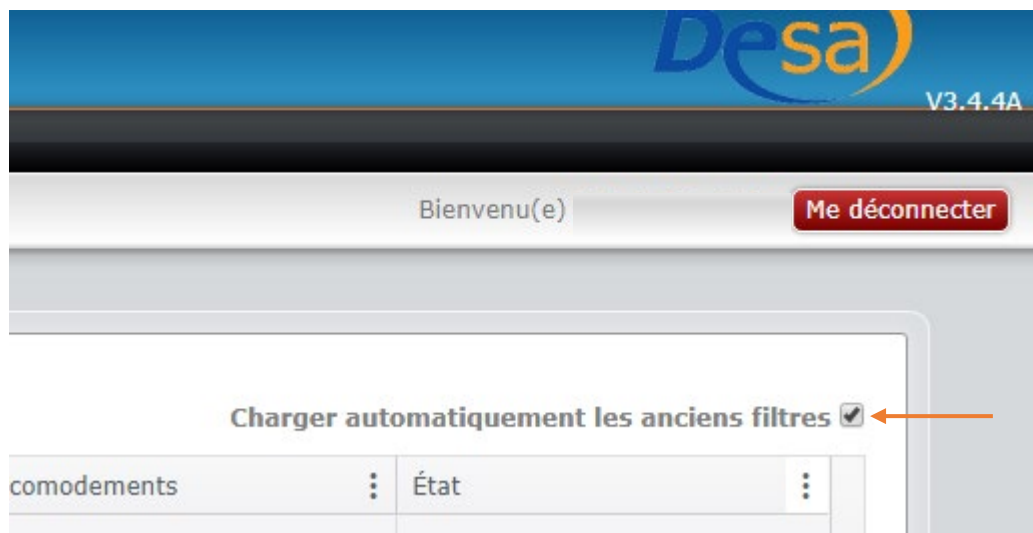 Desa
V3.4.4A
Bienvenu(e)
Me déconnecter
Charger automatiquement les anciens filtres
comodements
État